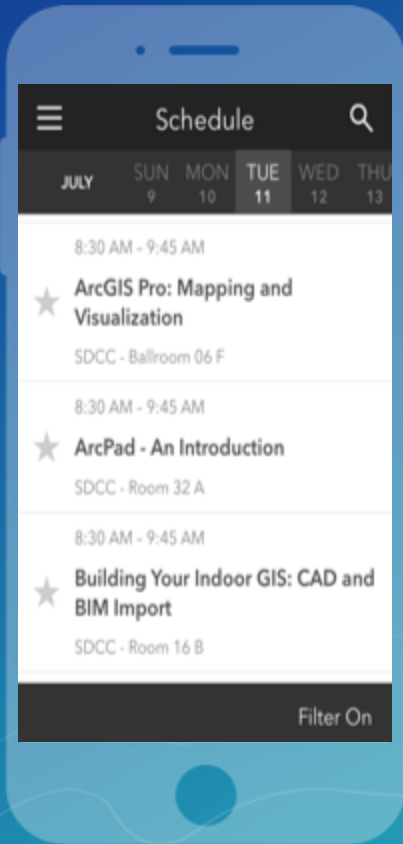 Schedule
JULY
SUN MON TUE WED THU
9 10 11 12 13
8:30 AM - 9:45 AM
ArcGIS Pro: Mapping and
Visualization
SDCC - Ballroom 06 F
8:30 AM - 9:45 AM
ArcPad - An Introduction
SDCC - Room 32 A
8:30 AM - 9:45 AM
Building Your Indoor GIS: CAD and
BIM Import
SDCC - Room 16 B
Filter On